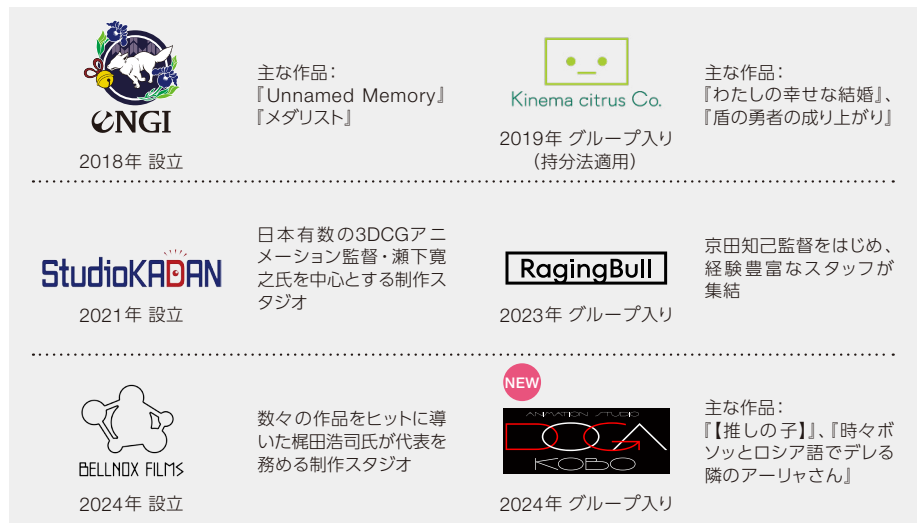 ENGI
2018年 設立
主な作品：
『Unnamed Memory』
『メダリスト』
Kinema citrus Co.
2019年 グループ入り
（持分法適用）
主な作品：
『わたしの幸せな結婚』、
『盾の勇者の成り上がり』
StudioKADAN
2021年 設立
日本有数の3DCGアニ
メーション監督・瀬下寛
之氏を中心とする制作ス
タジオ
RagingBull
2023年 グループ入り
京田知己監督をはじめ、
経験豊富なスタッフが
集結
BELLNOX FILMS
2024年 設立
数々の作品をヒットに導
いた梶田浩司氏が代表を
務める制作スタジオ
NEW
ANIMATION STUDIO
DOGA
KOBO
2024年 グループ入り
主な作品：
『【推しの子】』、『時々ボ
ソッとロシア語でデレる
隣のアーリャさん』